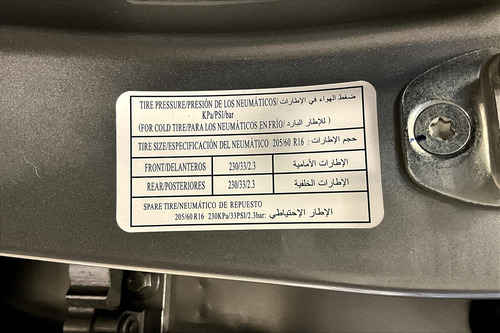 TIRE PRESSURE/PRESIÓN DE LOS NEUMÁTICOS/ ضغط الهواء في الإطارات
KPa/PSI/bar
(FOR COLD TIRE/PARA LOS NEUMÁTICOS EN FRÍO/ للإطار البارد )
TIRE SIZE/ESPECIFICACIÓN DEL NEUMÁTICO 205/60 R16 : حجم الإطارات
FRONT/DELANTEROS 230/33/2.3 الإطارات الأمامية
REAR/POSTERIORES 230/33/2.3 الإطارات الخلفية
SPARE TIRE/NEUMÁTICO DE REPUESTO
205/60 R16 230KPa/33PSI/2.3bar: الإطار الإحتياطي